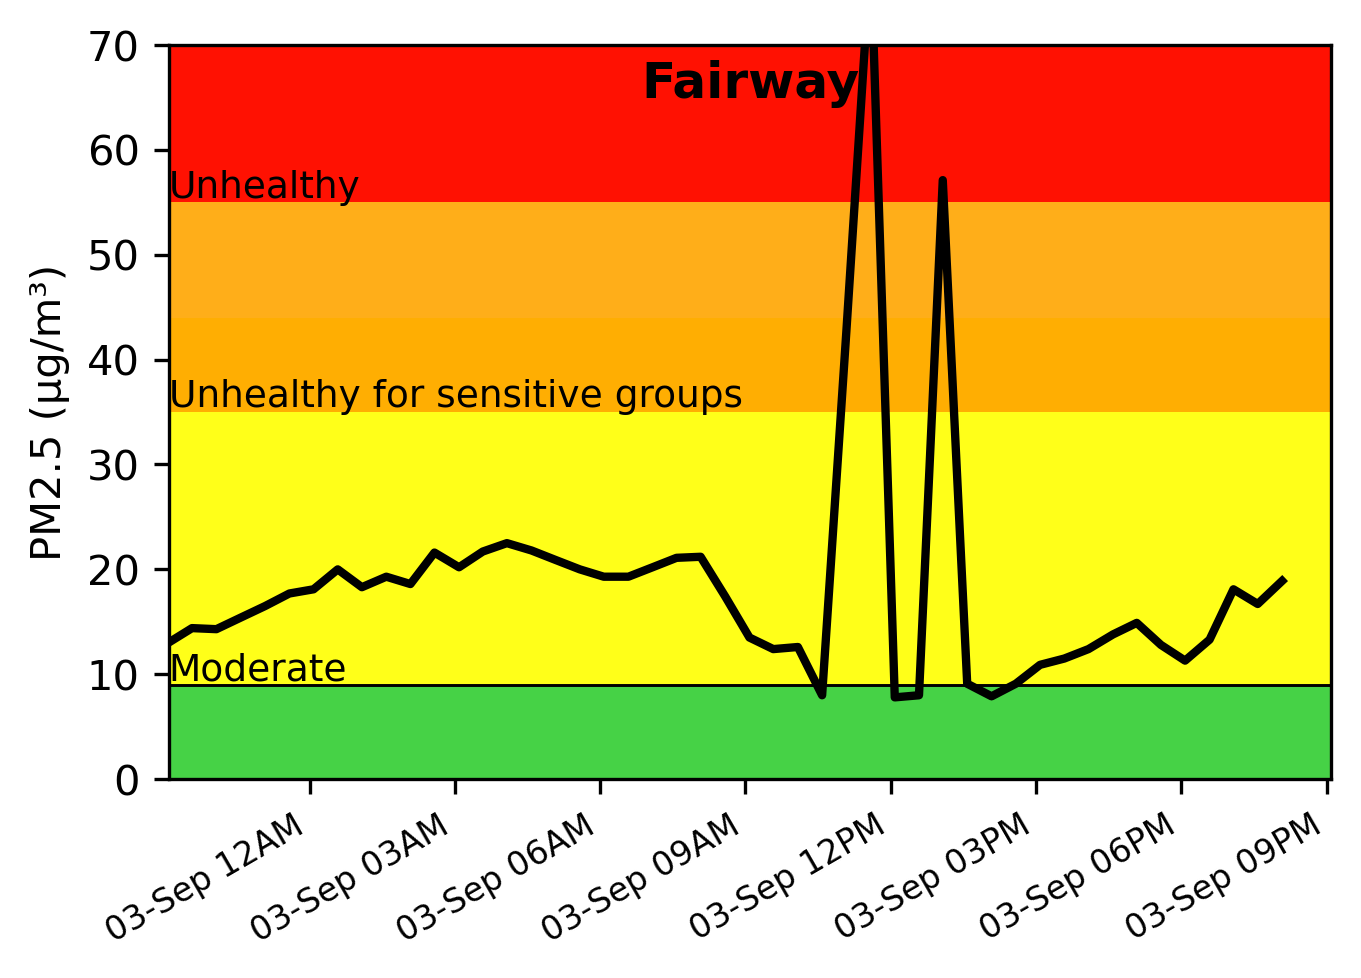 Fairway
70
60
50
40
30
20
10
0
PM2.5 (µg/m³)
Unhealthy
Unhealthy for sensitive groups
Moderate
03-Sep 12AM
03-Sep 03AM
03-Sep 06AM
03-Sep 09AM
03-Sep 12PM
03-Sep 03PM
03-Sep 06PM
03-Sep 09PM